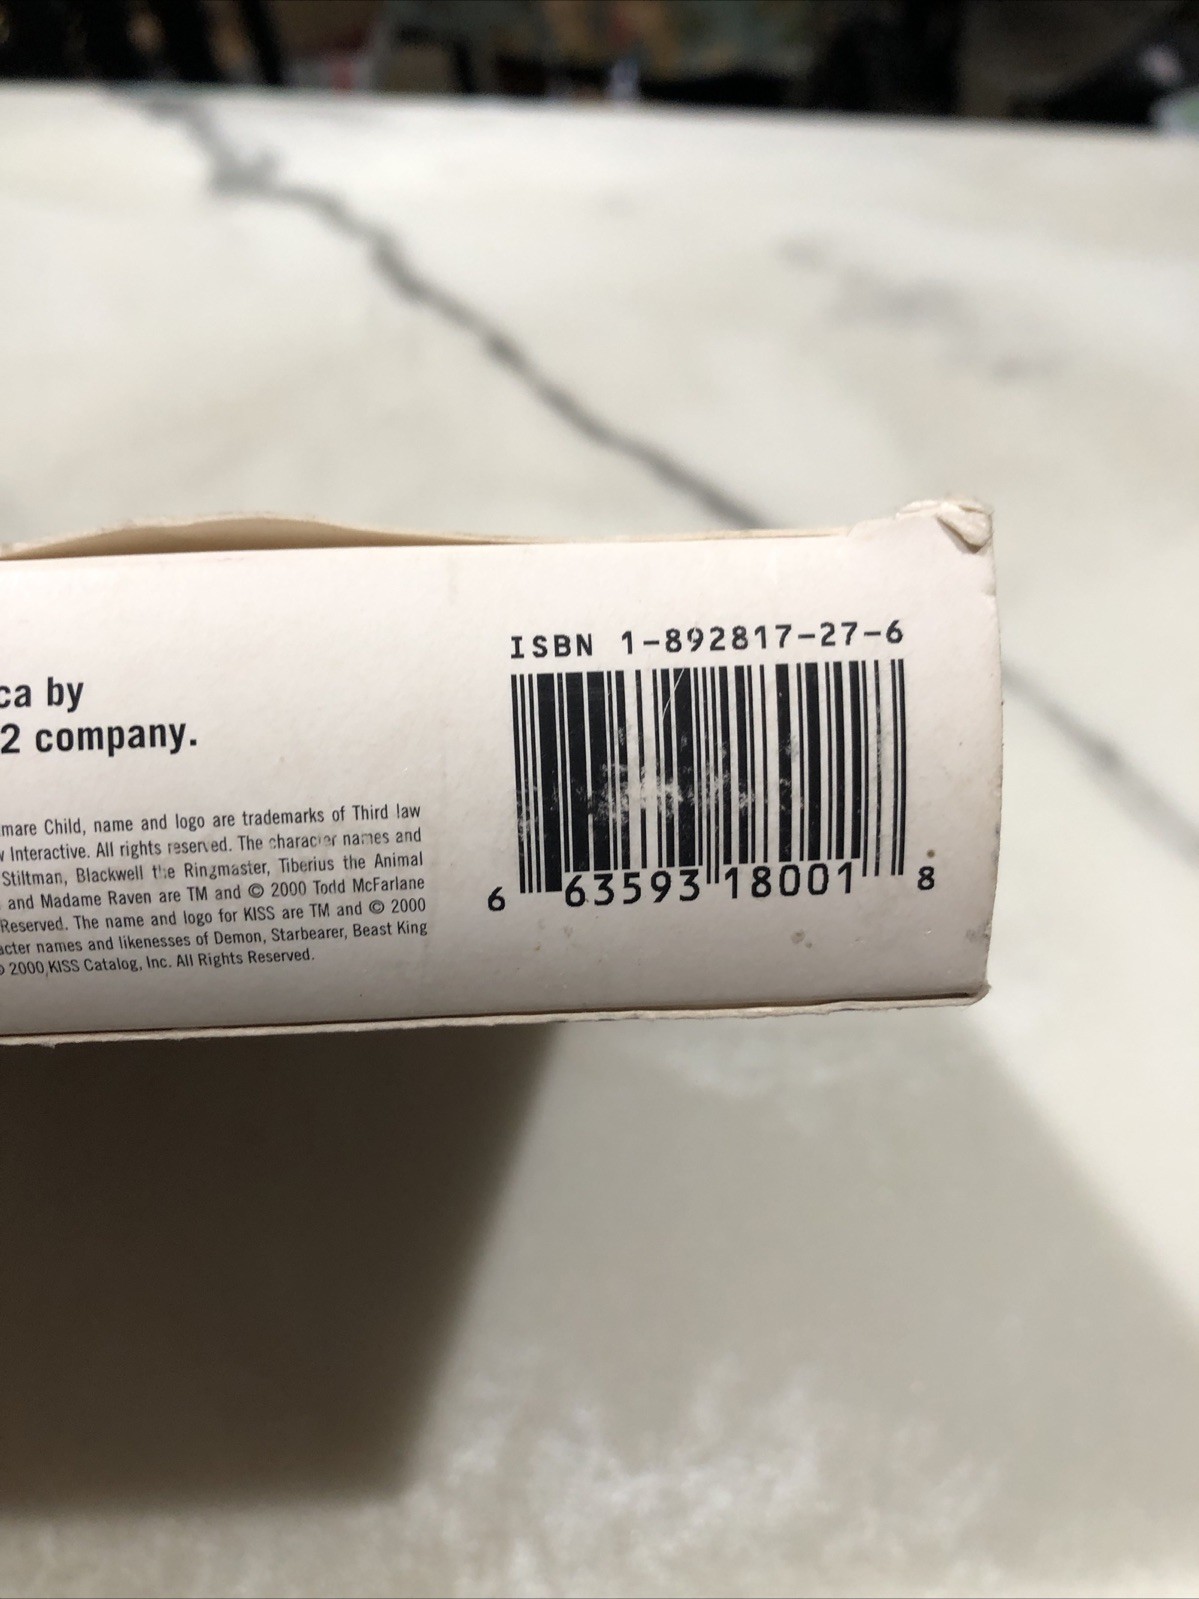 ca by
2 company.
mare Child, name and logo are trademarks of Third law
Interactive. All rights reserved. The character names and
Stiltman, Blackwell the Ringmaster, Tiberius the Animal
and Madame Raven are TM and © 2000 Todd McFarlane
Reserved. The name and logo for KISS are TM and © 2000
acter names and likenesses of Demon, Starbearer, Beast King
© 2000 KISS Catalog, Inc. All Rights Reserved.
ISBN 1-892817-27-6
6 63593 18001 8